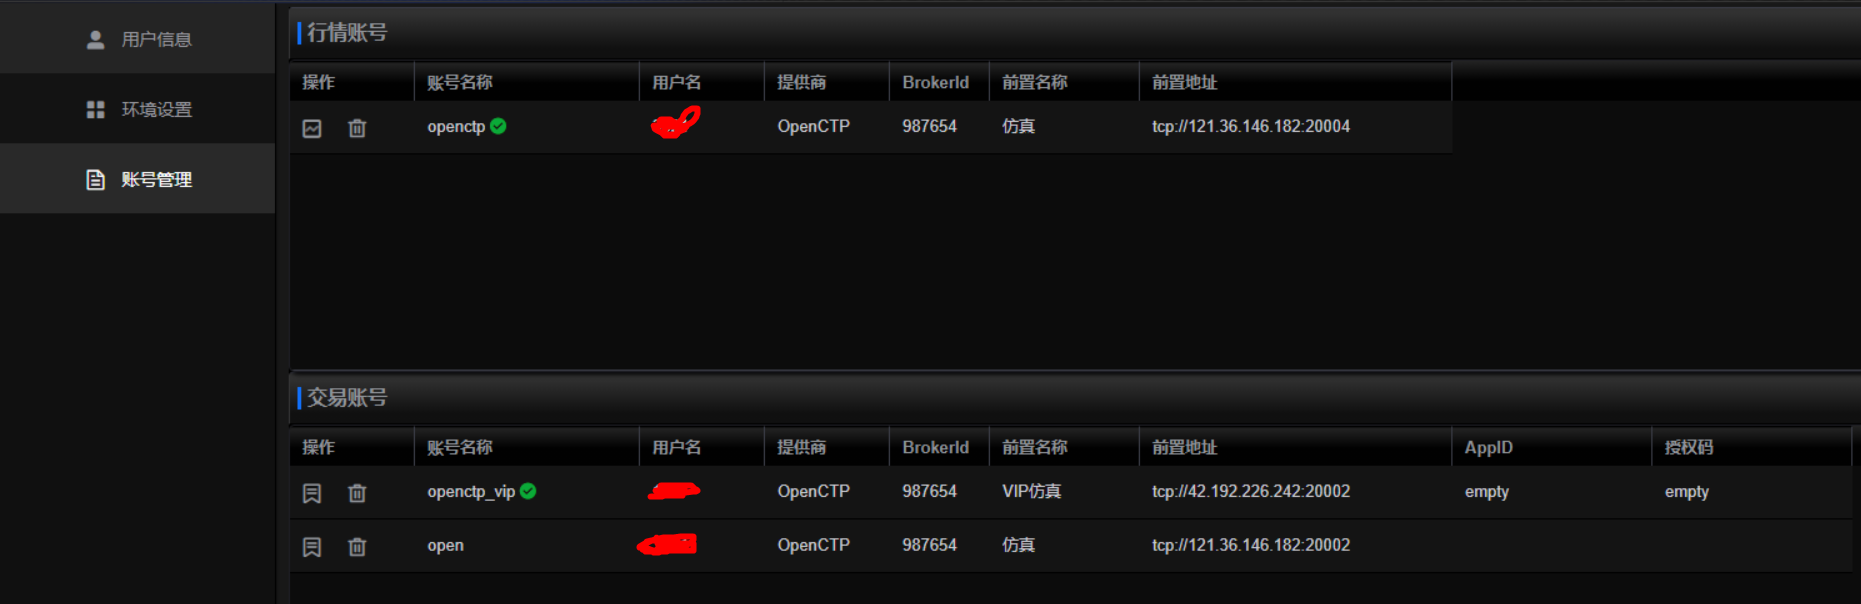 用户信息
环境设置
账号管理
行情账号
操作 账号名称 用户名 提供商 BrokerId 前置名称 前置地址
openctp OpenCTP 987654 仿真 tcp://121.36.146.182:20004
交易账号
操作 账号名称 用户名 提供商 BrokerId 前置名称 前置地址 AppID 授权码
openctp_vip OpenCTP 987654 VIP仿真 tcp://42.192.226.242:20002 empty empty
open OpenCTP 987654 仿真 tcp://121.36.146.182:20002